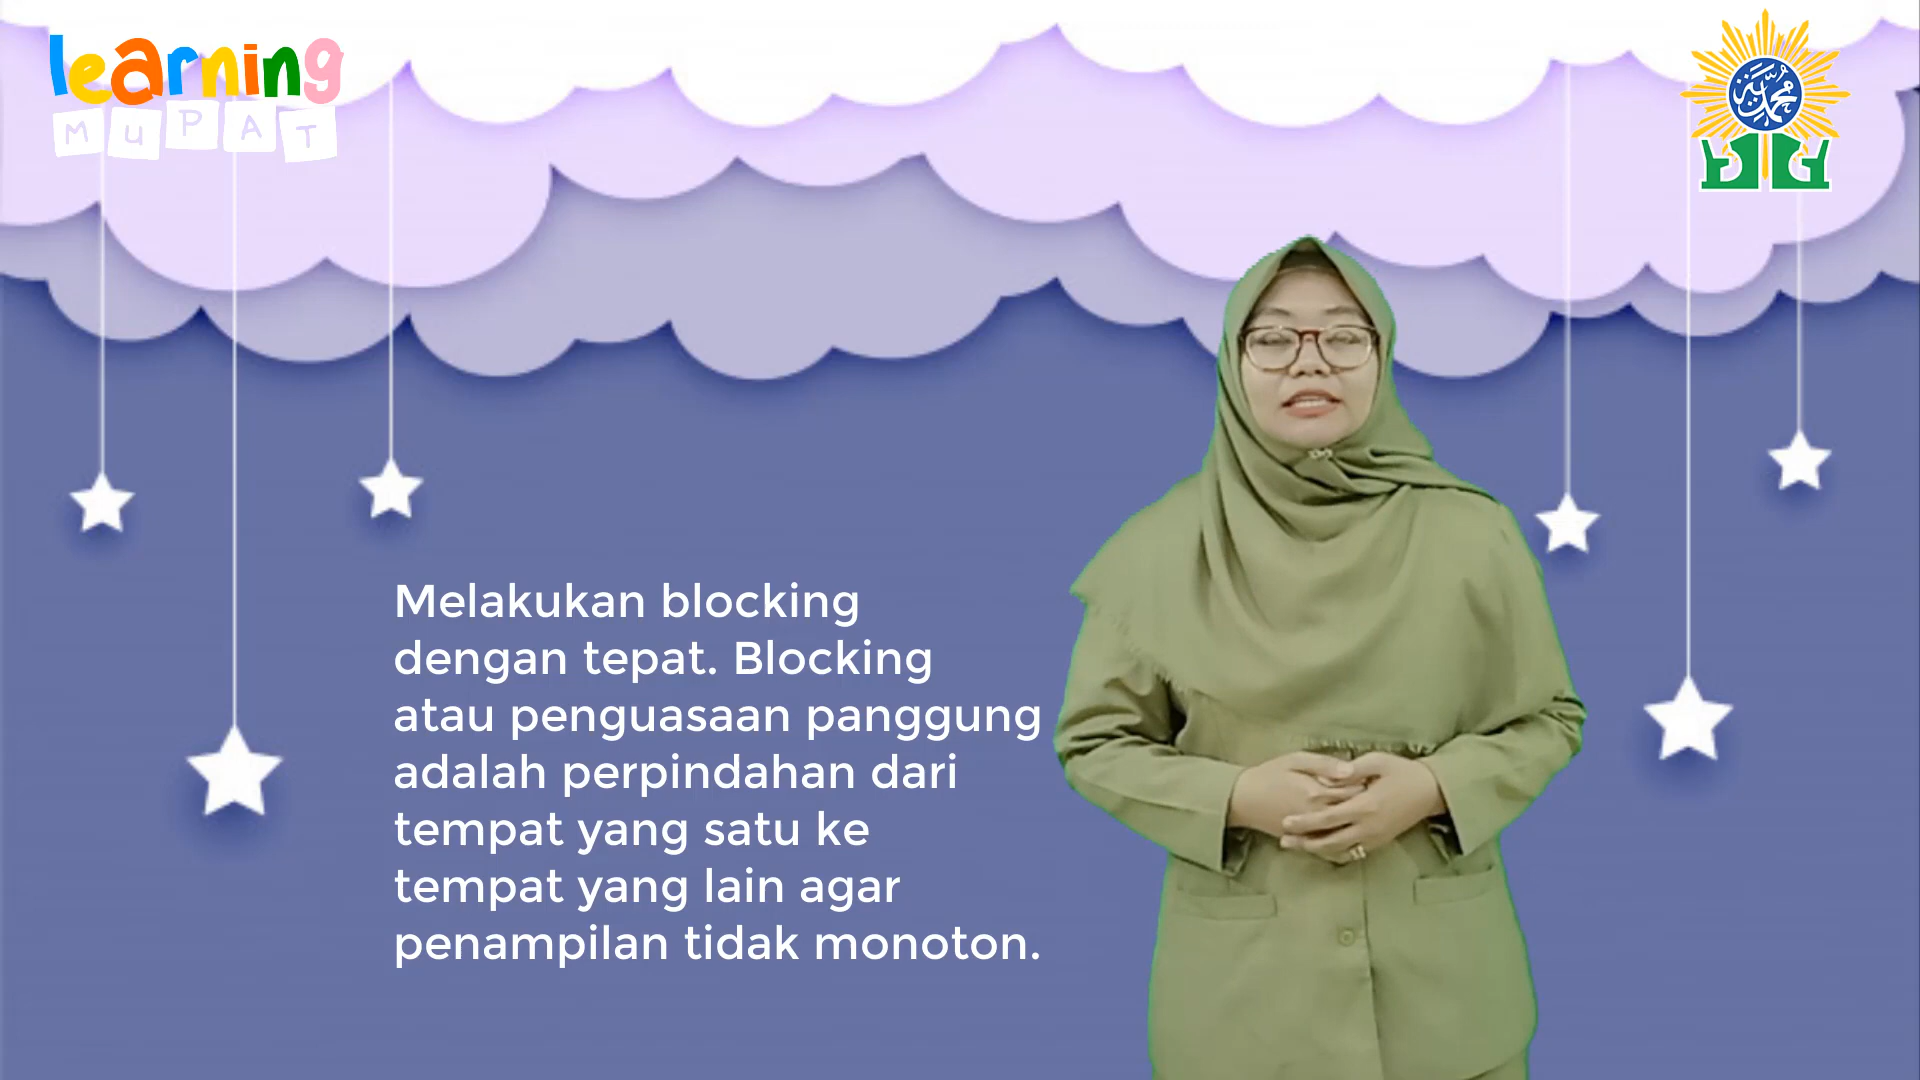 learning
MUPAT
Melakukan blocking
dengan tepat. Blocking
atau penguasaan panggung
adalah perpindahan dari
tempat yang satu ke
tempat yang lain agar
penampilan tidak monoton.